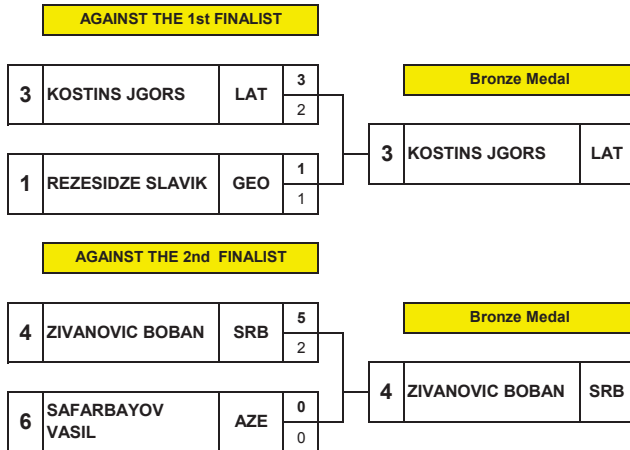 AGAINST THE 1st FINALIST
3 KOSTINS JGORS LAT 3
2
Bronze Medal
3 KOSTINS JGORS LAT
1 REZESIDZE SLAVIK GEO 1
1
AGAINST THE 2nd FINALIST
4 ZIVANOVIC BOBAN SRB 5
2
Bronze Medal
4 ZIVANOVIC BOBAN SRB
6 SAFARBAYOV
VASIL AZE 0
0